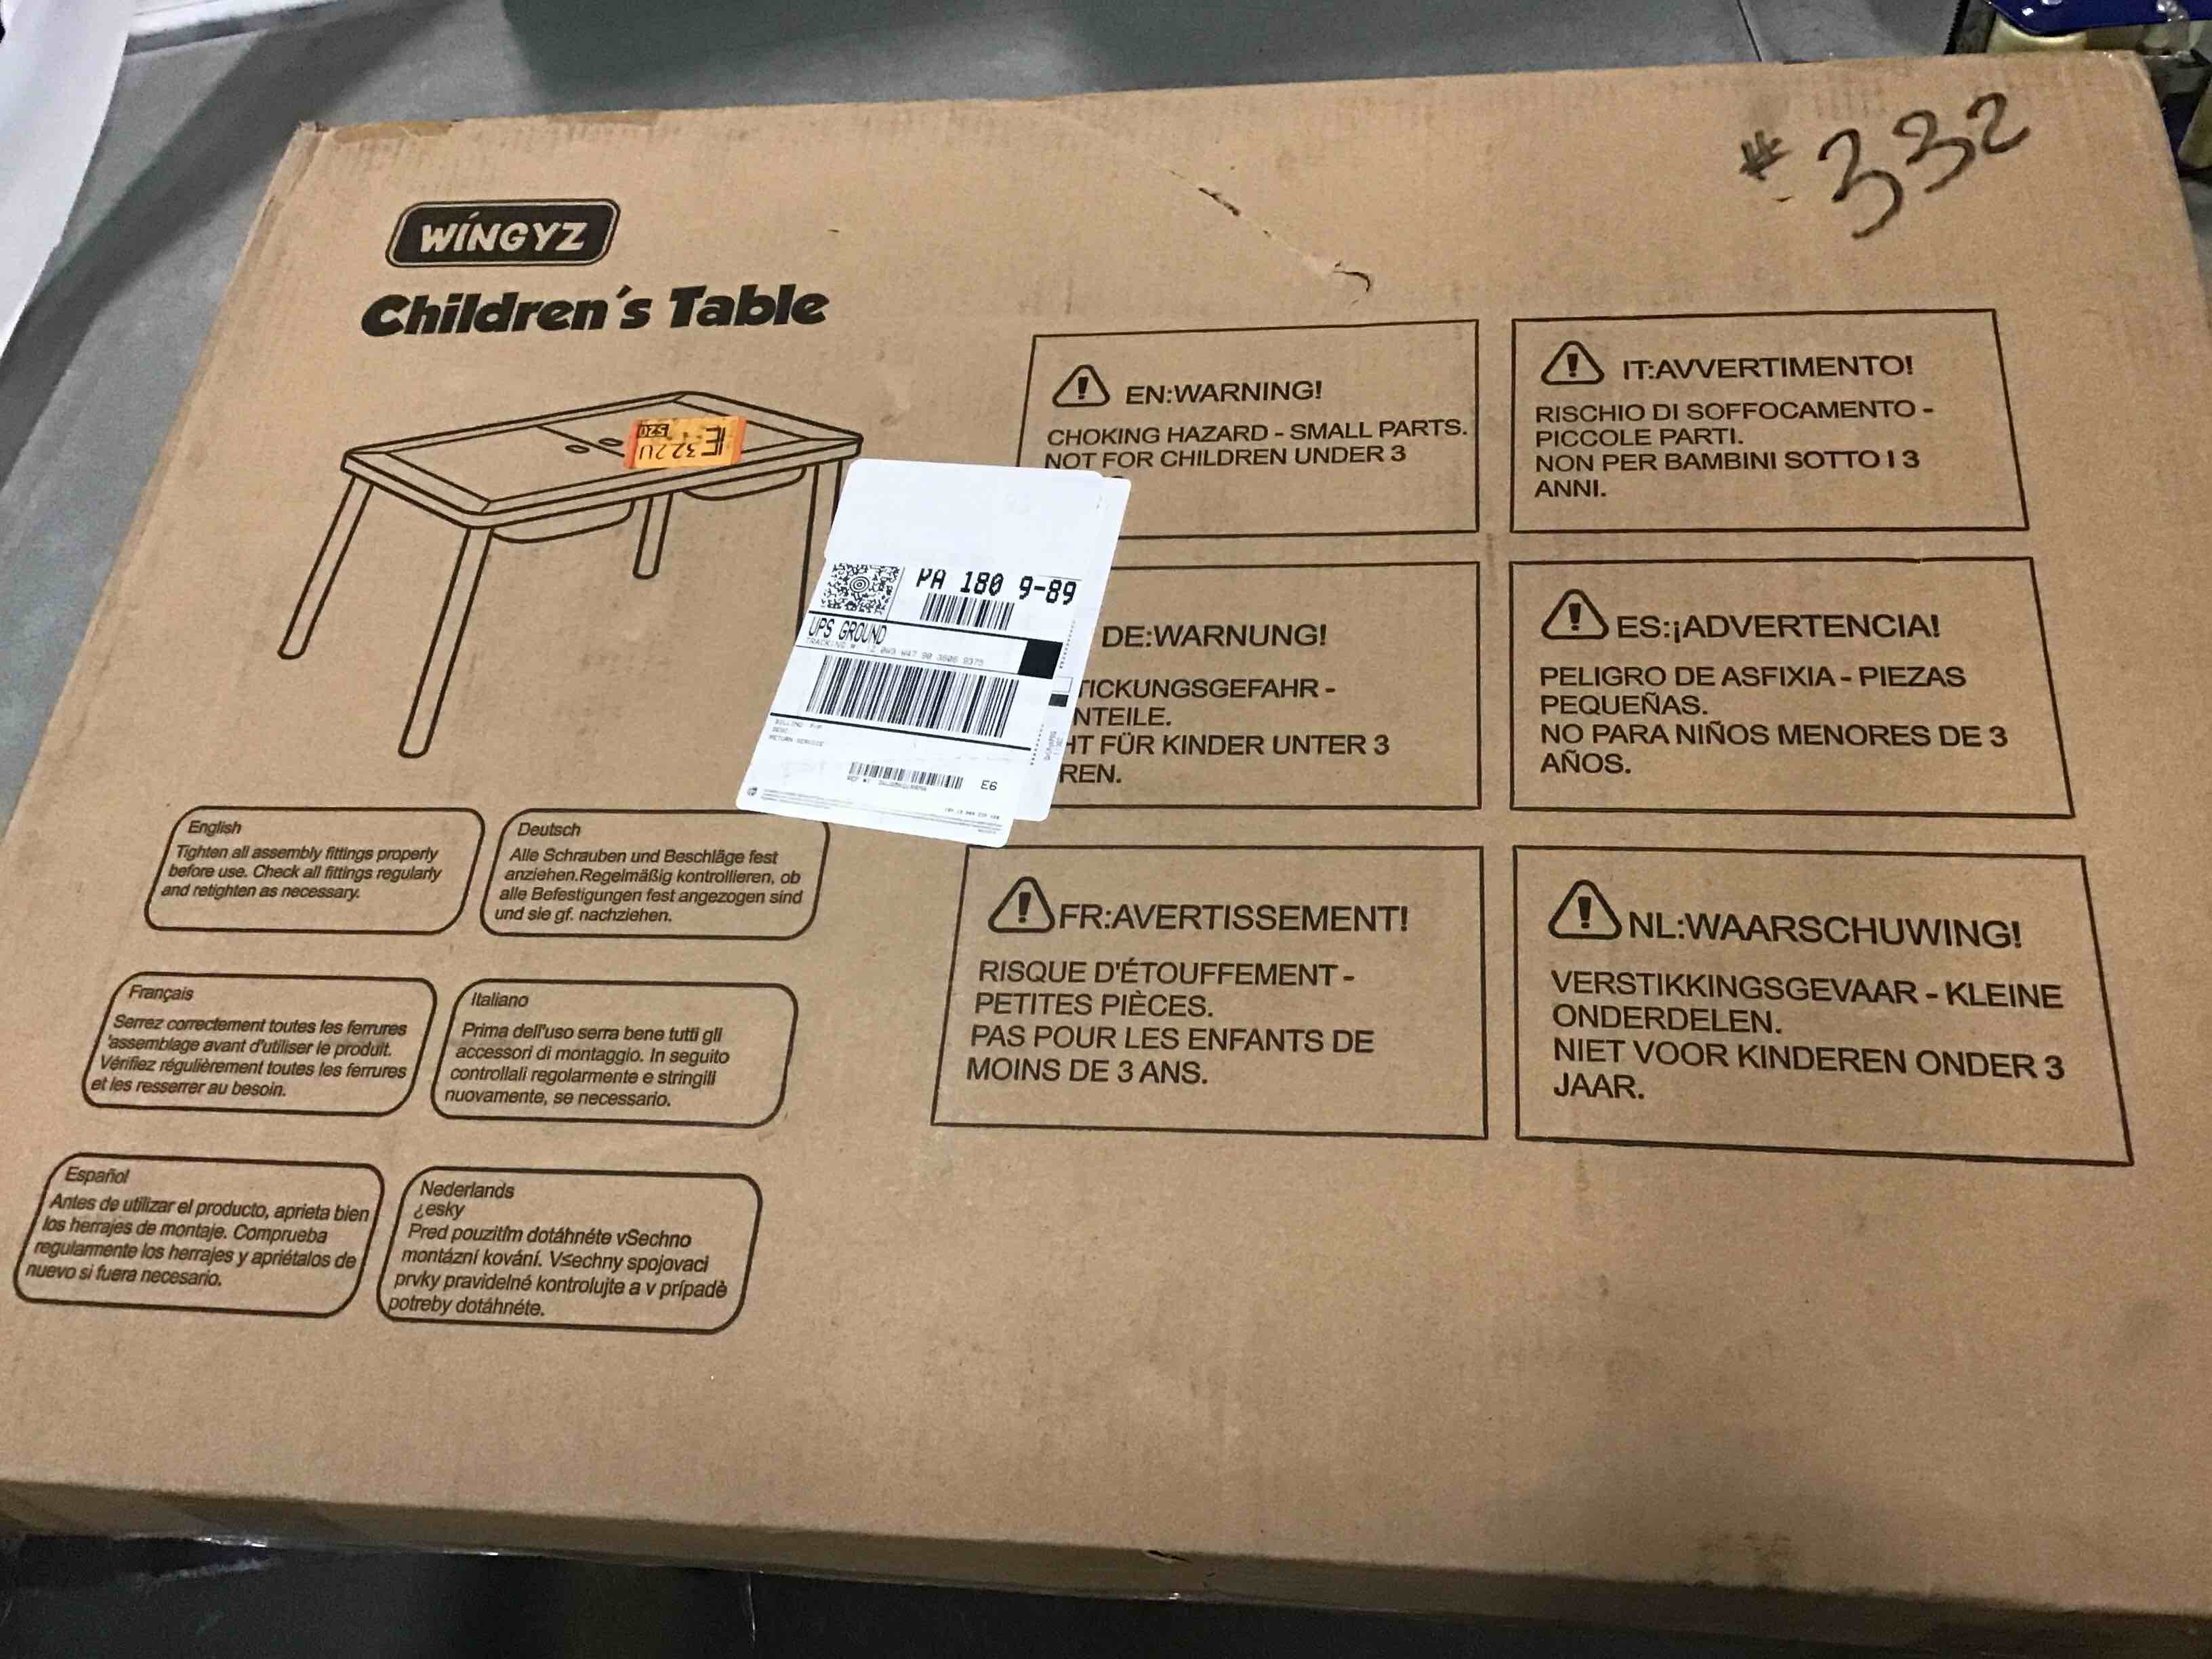 #332
WINGYZ
Children's Table
IE 322U
S20
EN:WARNING!
CHOKING HAZARD - SMALL PARTS.
NOT FOR CHILDREN UNDER 3
IT:AVVERTIMENTO!
RISCHIO DI SOFFOCAMENTO -
PICCOLE PARTI.
NON PER BAMBINI SOTTO I 3
ANNI.
PA 180 9-89
UPS GROUND
TRACKING #:
RETURN SERVICE
E6
DE:WARNUNG!
TICKUNGSGEFAHR -
NTEILE.
HT FÜR KINDER UNTER 3
REN.
ES:¡ADVERTENCIA!
PELIGRO DE ASFIXIA - PIEZAS
PEQUEÑAS.
NO PARA NIÑOS MENORES DE 3
AÑOS.
FR:AVERTISSEMENT!
RISQUE D'ÉTOUFFEMENT -
PETITES PIÈCES.
PAS POUR LES ENFANTS DE
MOINS DE 3 ANS.
NL:WAARSCHUWING!
VERSTIKKINGSGEVAAR - KLEINE
ONDERDELEN.
NIET VOOR KINDEREN ONDER 3
JAAR.
English
Tighten all assembly fittings properly
before use. Check all fittings regularly
and retighten as necessary.
Deutsch
Alle Schrauben und Beschläge fest
anziehen.Regelmäßig kontrollieren, ob
alle Befestigungen fest angezogen sind
und sie gf. nachziehen.
Français
Serrez correctement toutes les ferrures
'assemblage avant d'utiliser le produit.
Vérifiez régulièrement toutes les ferrures
et les resserrer au besoin.
Italiano
Prima dell'uso serra bene tutti gli
accessori di montaggio. In seguito
controllali regolarmente e stringili
nuovamente, se necessario.
Español
Antes de utilizar el producto, aprieta bien
los herrajes de montaje. Comprueba
regularmente los herrajes y apriétalos de
nuevo si fuera necesario.
Nederlands
¿esky
Pred pouzitím dotáhnéte vSechno
montázní kování. V≤echny spojovací
prvky pravidelné kontrolujte a v prípadè
potreby dotáhnéte.